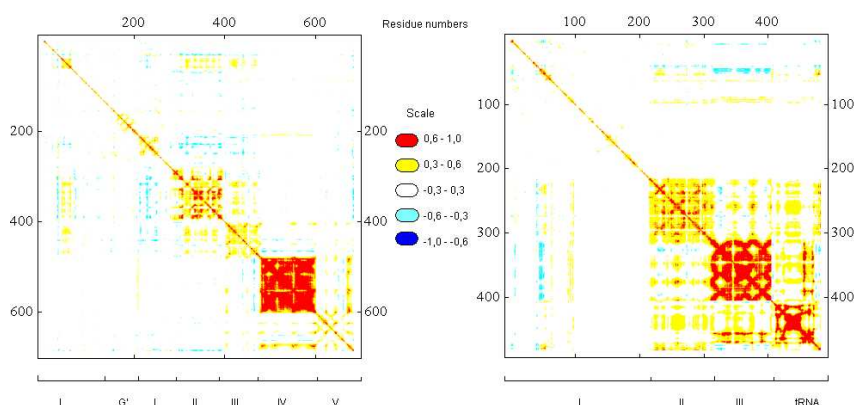 200 600 Residue numbers 100 200 300 400
Scale
0,6 - 1,0
0,3 - 0,6
-0,3 - 0,3
-0,6 - -0,3
-1,0 - -0,6
200 200
400 400
600 600
100 100
200 200
300 300
400 400
I G' I II III IV V
I II III tRNA